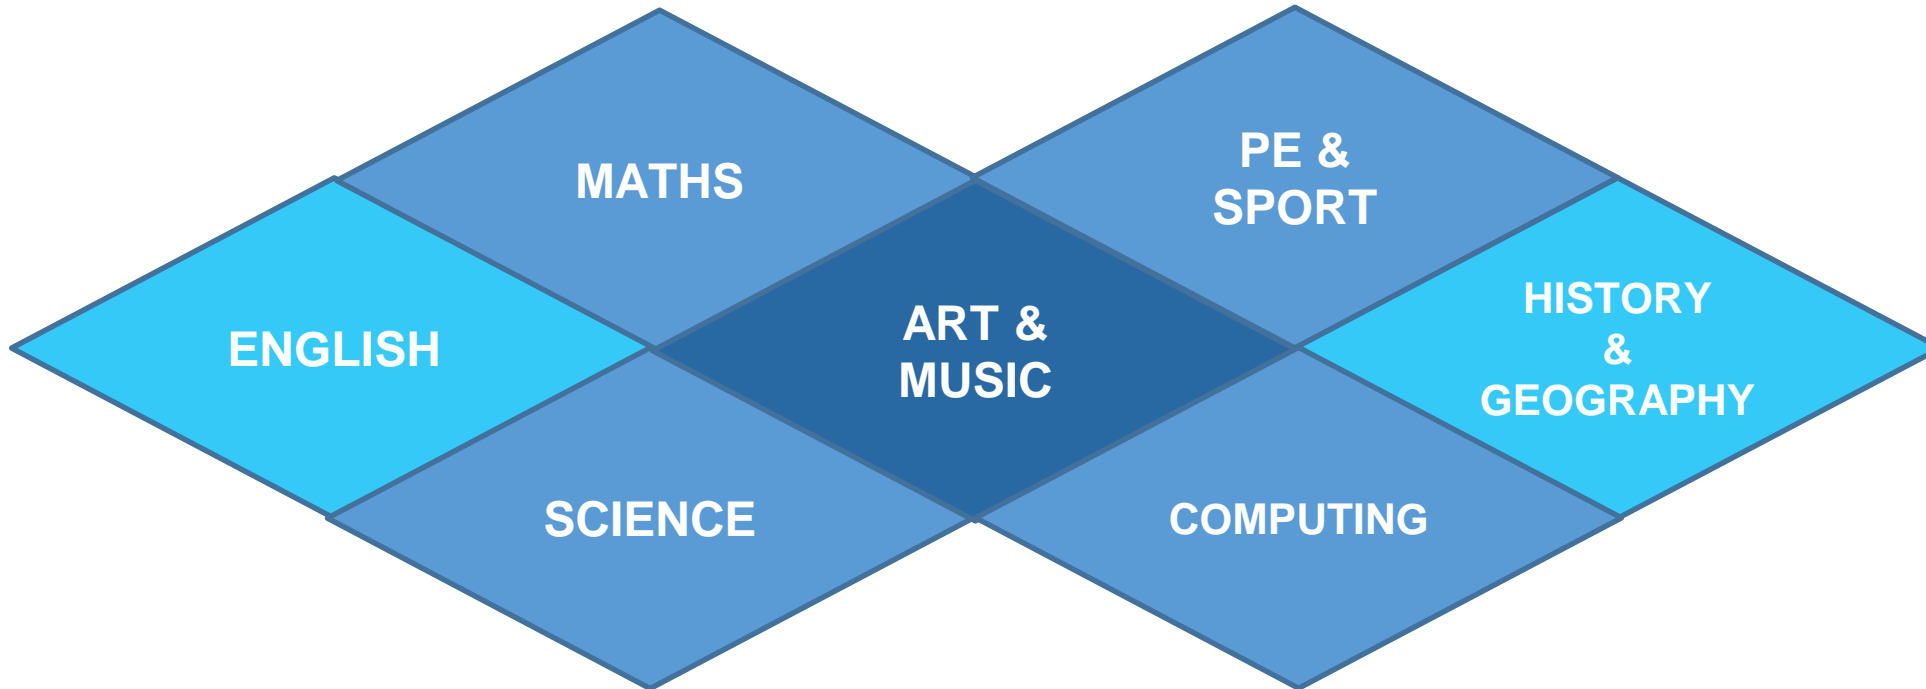 MATHS
PE &
SPORT
ENGLISH
ART &
MUSIC
HISTORY
&
GEOGRAPHY
SCIENCE
COMPUTING